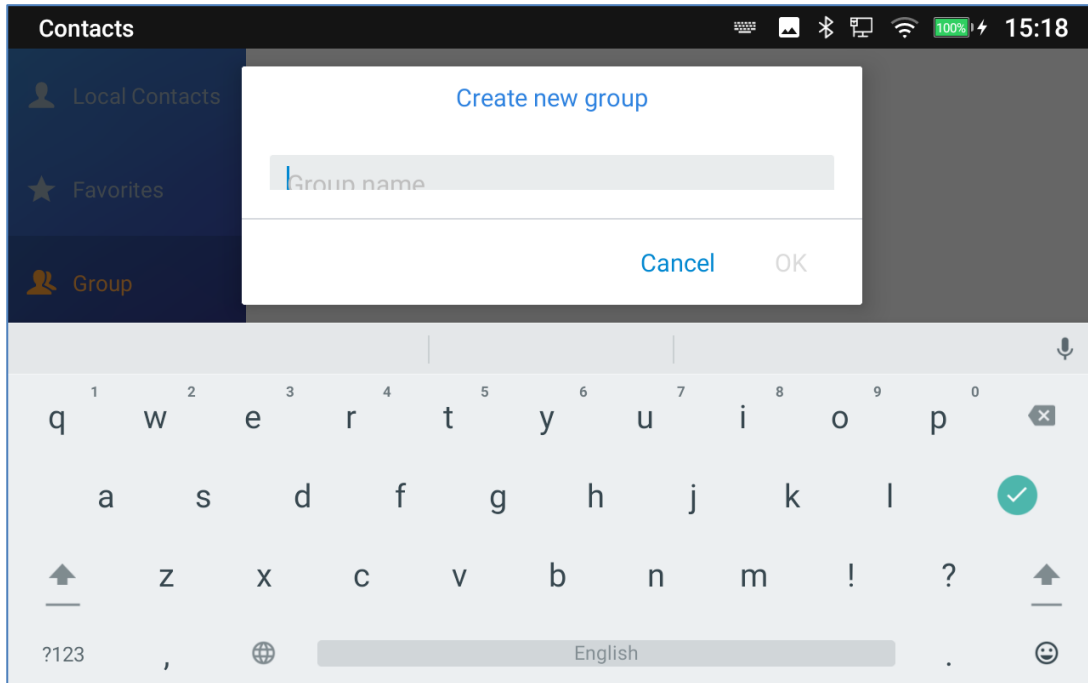 Contacts
100%
15:18
Local Contacts
Create new group
Favorites
Group name
Group
Cancel OK
1 2 3 4 5 6 7 8 9 0
q w e r t y u i o p
a s d f g h j k l
z x c v b n m ! ?
?123 , English .